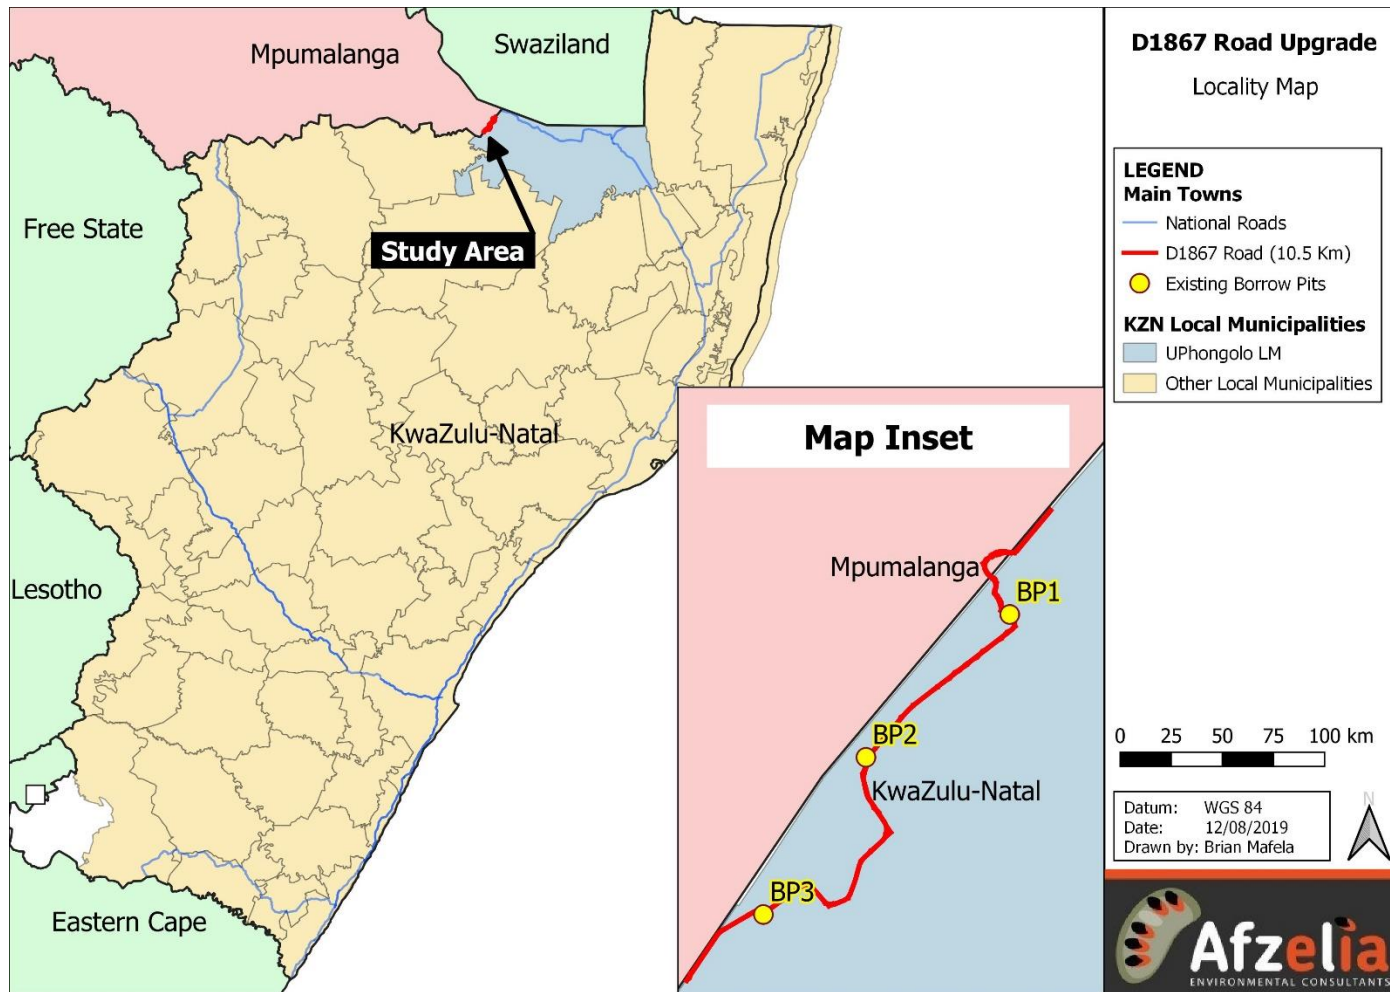 Mpumalanga
Swaziland
Free State
Study Area
KwaZulu-Natal
Lesotho
Eastern Cape
Map Inset
Mpumalanga
BP1
BP2
KwaZulu-Natal
BP3
D1867 Road Upgrade
Locality Map
LEGEND
Main Towns
National Roads
D1867 Road (10.5 Km)
Existing Borrow Pits
KZN Local Municipalities
UPhongolo LM
Other Local Municipalities
0 25 50 75 100 km
Datum: WGS 84
Date: 12/08/2019
Drawn by: Brian Mafela
N
Afzelia
ENVIRONMENTAL CONSULTANTS